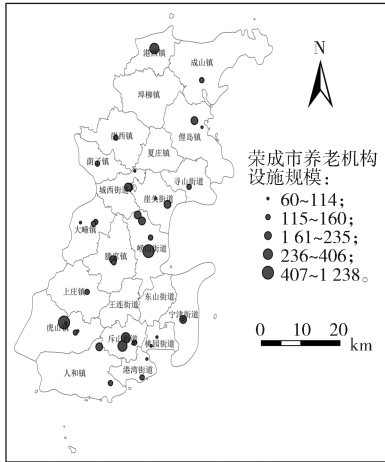 港西镇
成山镇
N
埠柳镇
崖西镇
俚岛镇
夏庄镇
荫子镇
城西街道
寻山街道
崖头街道
大疃镇
崂山街道
滕家镇
上庄镇
王连街道
东山街道
宁津街道
虎山镇
斥山街道
桃园街道
人和镇
港湾街道
荣成市养老机构
设施规模：
60~114；
115~160；
1 61~235；
236~406；
407~1 238。
0 10 20
km